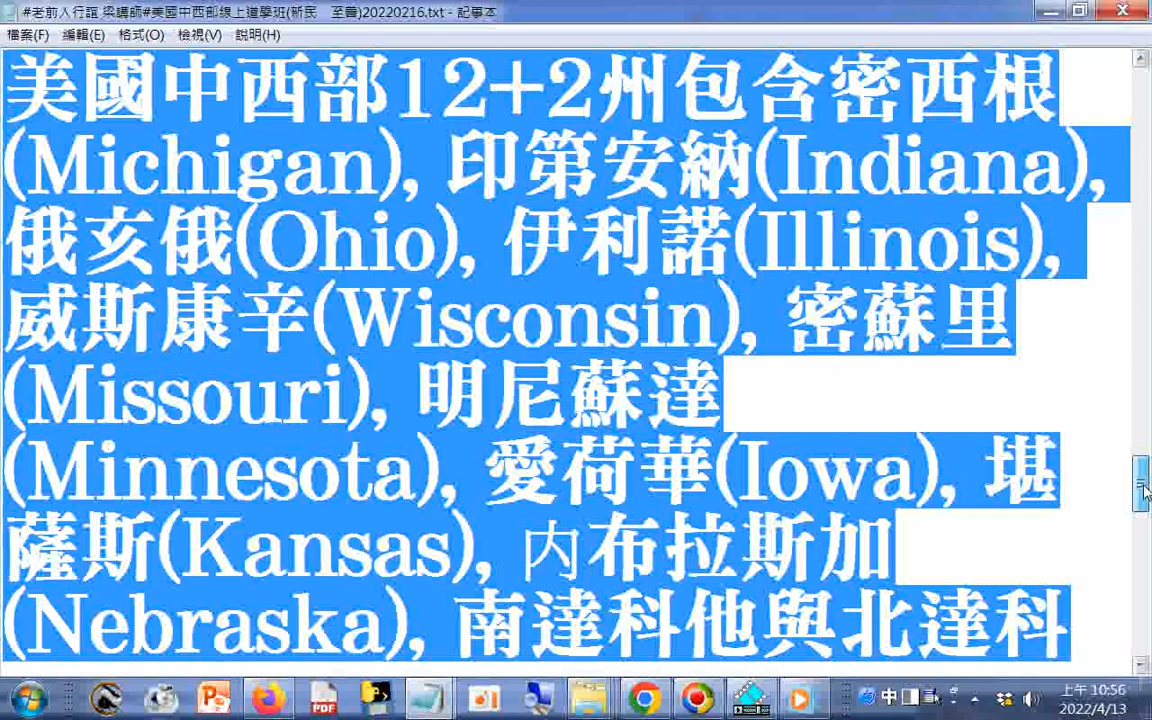 #老前人行誼 梁講師#美國中西部線上道學班(新民　至善)20220216.txt - 記事本
檔案(F) 編輯(E) 格式(O) 檢視(V) 說明(H)
美國中西部12+2州包含密西根
(Michigan), 印第安納(Indiana),
俄亥俄(Ohio), 伊利諾(Illinois),
威斯康辛(Wisconsin), 密蘇里
(Missouri), 明尼蘇達
(Minnesota), 愛荷華(Iowa), 堪
薩斯(Kansas), 内布拉斯加
(Nebraska), 南達科他與北達科
中
PDF
上午 10:56
2022/4/13